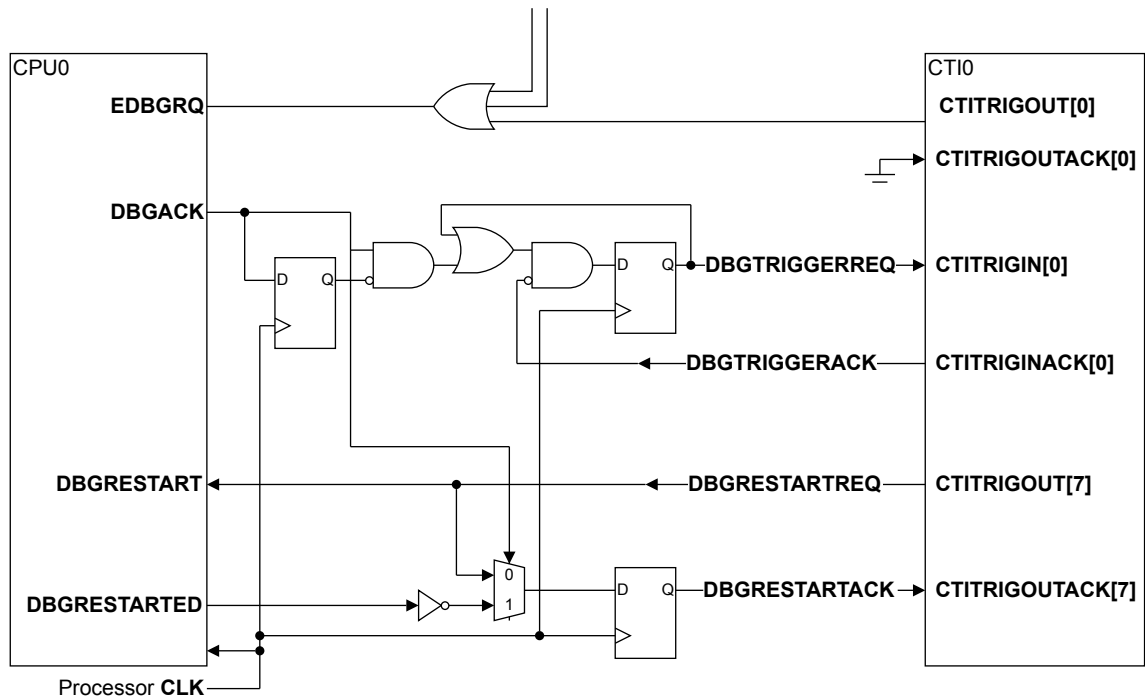 CPU0
CTI0
EDBGRQ
CTITRIGOUT[0]
CTITRIGOUTACK[0]
DBGACK
D Q
D Q
DBGTRIGGERREQ
CTITRIGIN[0]
DBGTRIGGERACK
CTITRIGINACK[0]
DBGRESTART
DBGRESTARTREQ
CTITRIGOUT[7]
0
1
D Q
DBGRESTARTACK
CTITRIGOUTACK[7]
DBGRESTARTED
Processor CLK